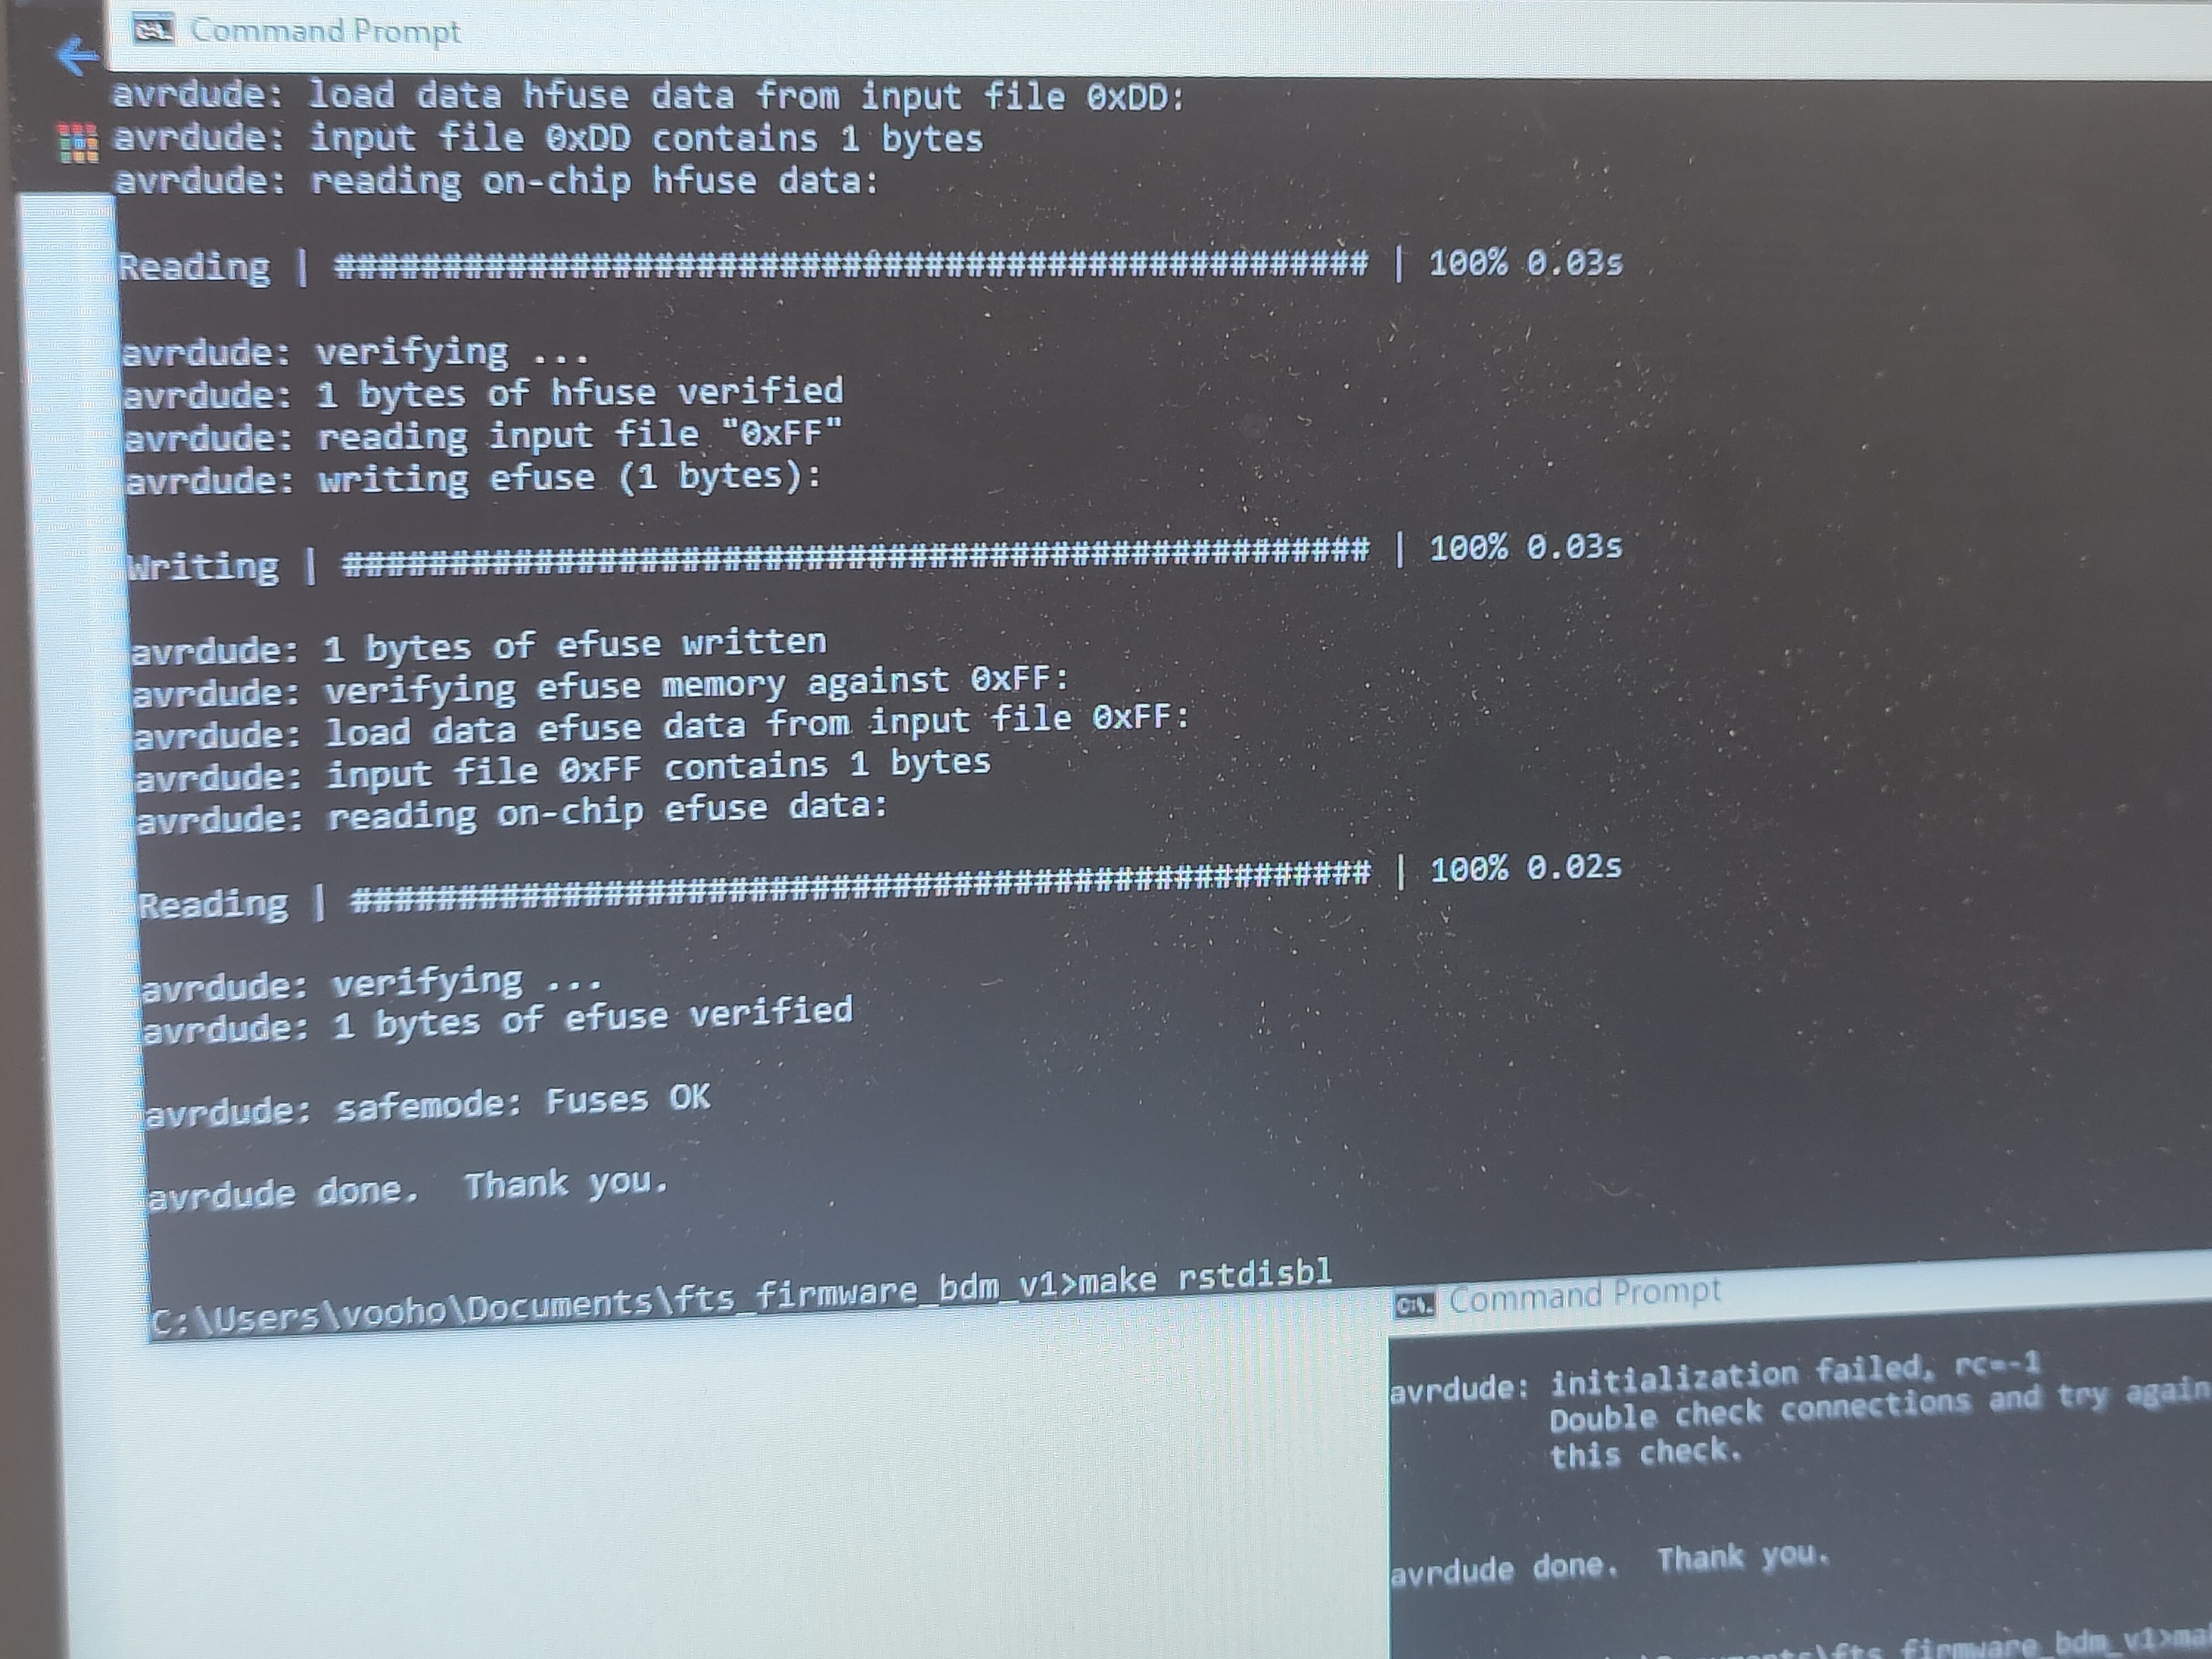 Command Prompt
avrdude: load data hfuse data from input file 0xDD:
avrdude: input file 0xDD contains 1 bytes
avrdude: reading on-chip hfuse data:
Reading | ################################################## | 100% 0.03s
avrdude: verifying ...
avrdude: 1 bytes of hfuse verified
avrdude: reading input file "0xFF"
avrdude: writing efuse (1 bytes):
Writing | ################################################## | 100% 0.03s
avrdude: 1 bytes of efuse written
avrdude: verifying efuse memory against 0xFF:
avrdude: load data efuse data from input file 0xFF:
avrdude: input file 0xFF contains 1 bytes
avrdude: reading on-chip efuse data:
Reading | ################################################## | 100% 0.02s
avrdude: verifying ...
avrdude: 1 bytes of efuse verified
avrdude: safemode: Fuses OK
avrdude done.  Thank you.
C:\Users\vooho\Documents\fts_firmware_bdm_v1>make rstdisbl
Command Prompt
avrdude: initialization failed, rc=-1
Double check connections and try again
this check.
avrdude done.  Thank you.
\fts_firmware_bdm_v1>